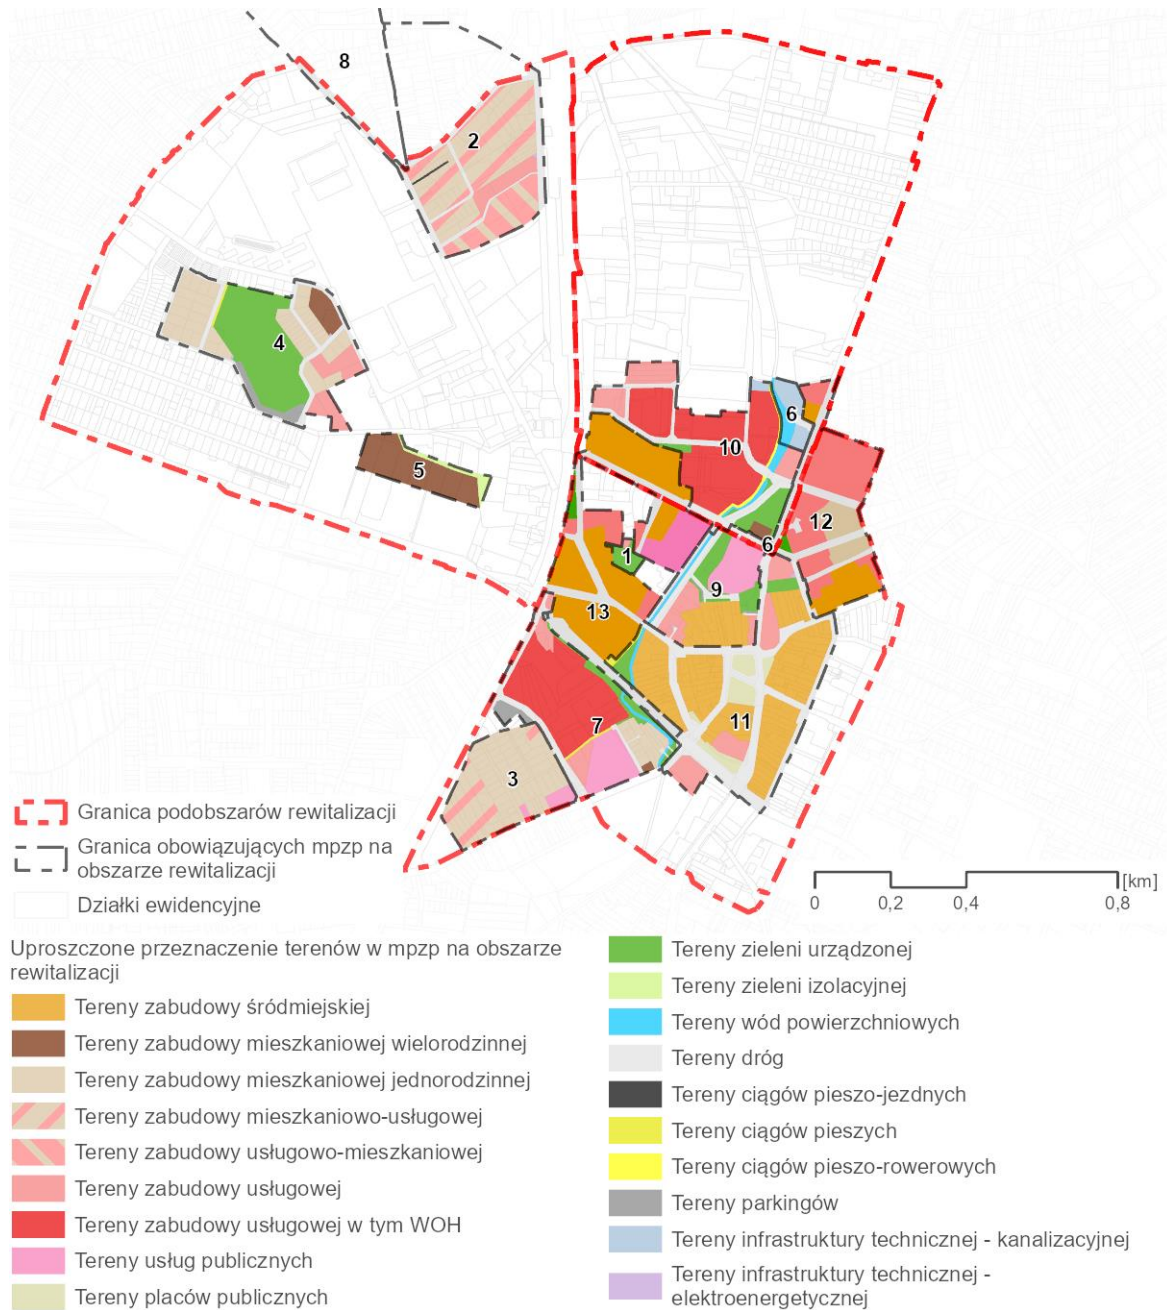 8
2
4
5
10
6
12
1
6
9
13
11
7
3
Granica podobszarów rewitalizacji
Granica obowiązujących mpzp na
obszarze rewitalizacji
Działki ewidencyjne
[km]
0 0,2 0,4 0,8
Uproszczone przeznaczenie terenów w mpzp na obszarze
rewitalizacji
Tereny zabudowy śródmiejskiej
Tereny zabudowy mieszkaniowej wielorodzinnej
Tereny zabudowy mieszkaniowej jednorodzinnej
Tereny zabudowy mieszkaniowo-usługowej
Tereny zabudowy usługowo-mieszkaniowej
Tereny zabudowy usługowej
Tereny zabudowy usługowej w tym WOH
Tereny usług publicznych
Tereny placów publicznych
Tereny zieleni urządzonej
Tereny zieleni izolacyjnej
Tereny wód powierzchniowych
Tereny dróg
Tereny ciągów pieszo-jezdnych
Tereny ciągów pieszych
Tereny ciągów pieszo-rowerowych
Tereny parkingów
Tereny infrastruktury technicznej - kanalizacyjnej
Tereny infrastruktury technicznej -
elektroenergetycznej